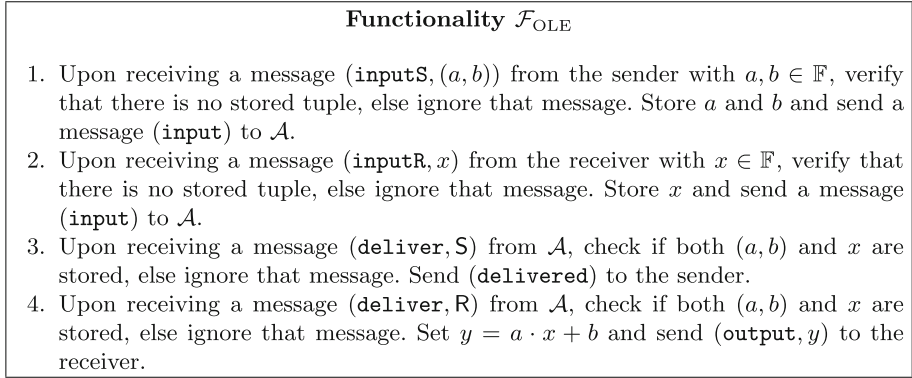 Functionality 𝓕_OLE
1. Upon receiving a message (inputS, (a, b)) from the sender with a, b ∈ 𝔽, verify
that there is no stored tuple, else ignore that message. Store a and b and send a
message (input) to 𝒜.
2. Upon receiving a message (inputR, x) from the receiver with x ∈ 𝔽, verify that
there is no stored tuple, else ignore that message. Store x and send a message
(input) to 𝒜.
3. Upon receiving a message (deliver, S) from 𝒜, check if both (a, b) and x are
stored, else ignore that message. Send (delivered) to the sender.
4. Upon receiving a message (deliver, R) from 𝒜, check if both (a, b) and x are
stored, else ignore that message. Set y = a · x + b and send (output, y) to the
receiver.